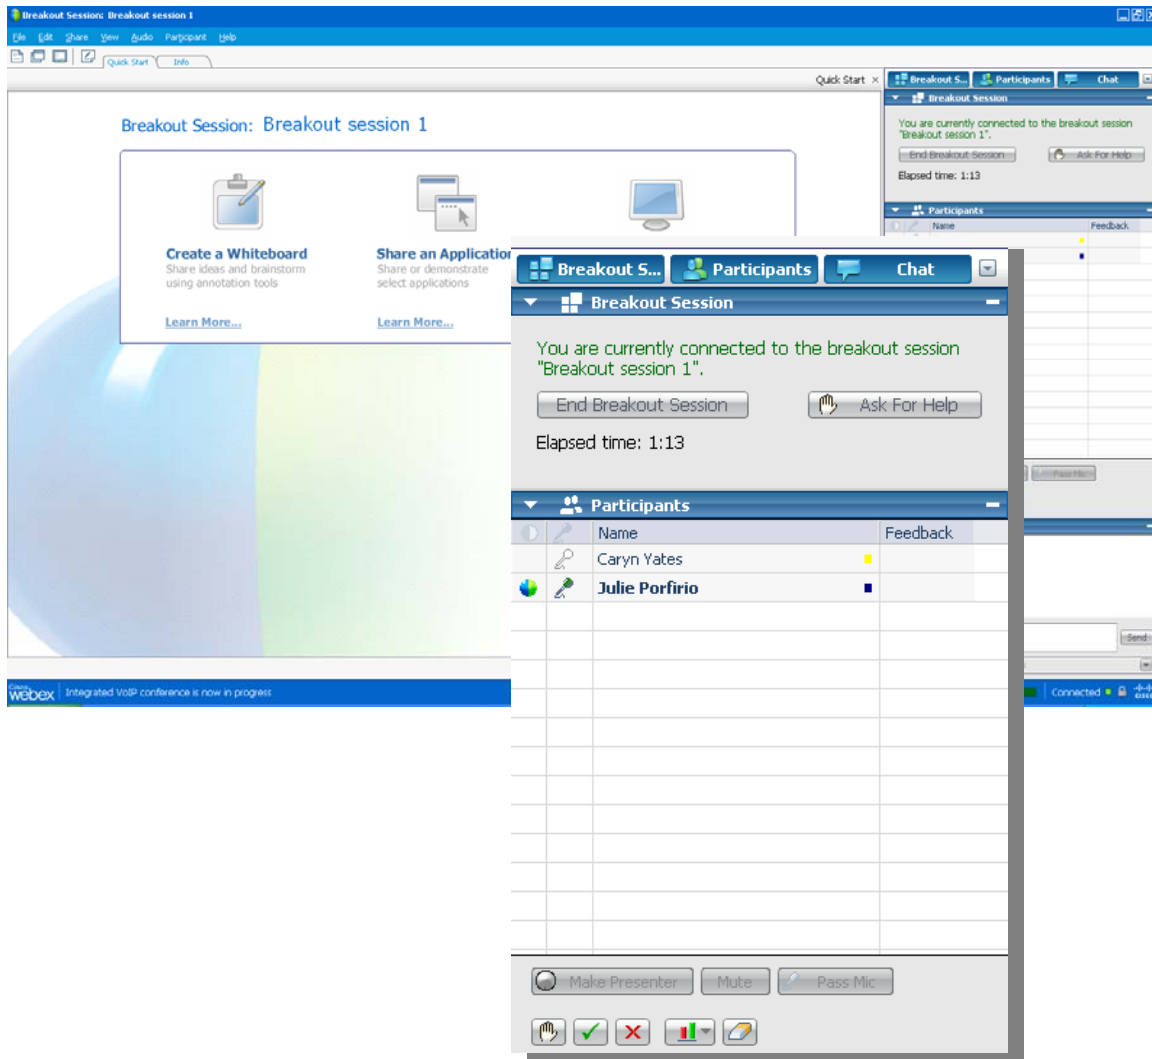 Breakout Session: Breakout session 1
File Edit Share View Audio Participant Help
Quick Start Info
Quick Start ×
Breakout S... Participants Chat
Breakout Session
You are currently connected to the breakout session
"Breakout session 1".
End Breakout Session Ask For Help
Elapsed time: 1:13
Participants
Name Feedback
Pass Mic
Send
Breakout Session: Breakout session 1
Create a Whiteboard
Share ideas and brainstorm
using annotation tools
Learn More...
Share an Application
Share or demonstrate
select applications
Learn More...
Breakout S... Participants Chat
Breakout Session
You are currently connected to the breakout session
"Breakout session 1".
End Breakout Session Ask For Help
Elapsed time: 1:13
Participants
Name Feedback
Caryn Yates
Julie Porfirio
Make Presenter Mute Pass Mic
Cisco
webex Integrated VoIP conference is now in progress
Connected